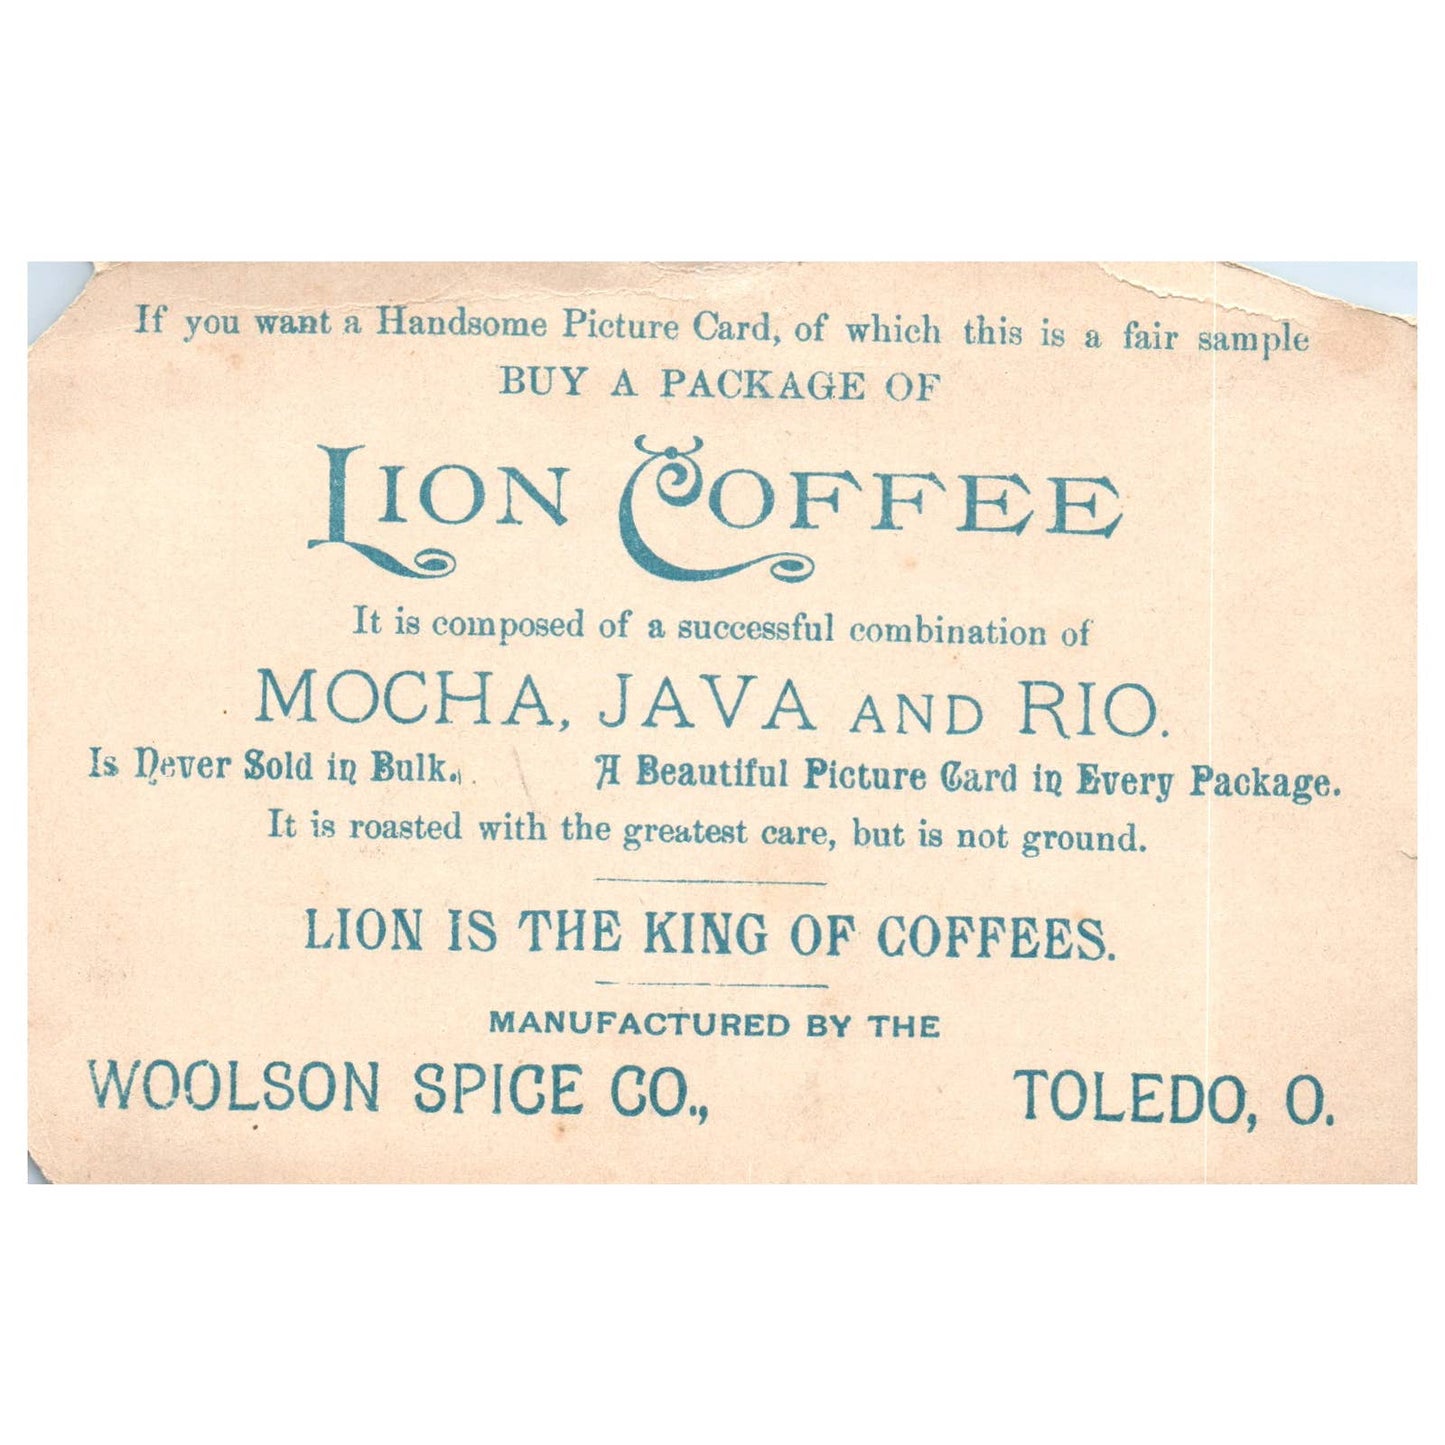 If you want a Handsome Picture Card, of which this is a fair sample
BUY A PACKAGE OF
LION COFFEE
It is composed of a successful combination of
MOCHA, JAVA AND RIO.
Is Never Sold in Bulk. A Beautiful Picture Card in Every Package.
It is roasted with the greatest care, but is not ground.
LION IS THE KING OF COFFEES.
MANUFACTURED BY THE
WOOLSON SPICE CO., TOLEDO, O.